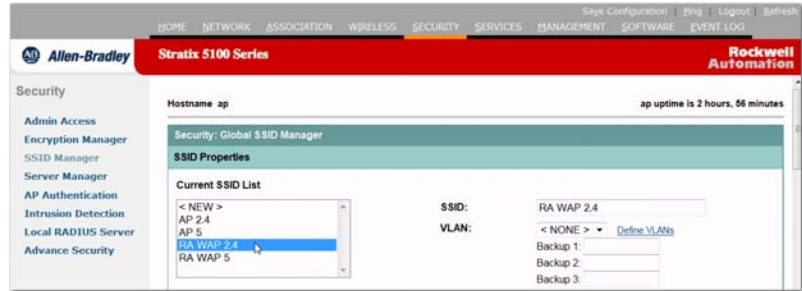 Save Configuration | Ping | Logout | Refresh
HOME NETWORK ASSOCIATION WIRELESS SECURITY SERVICES MANAGEMENT SOFTWARE EVENT LOG
AB Allen-Bradley
Stratix 5100 Series
Rockwell
Automation
Security
Admin Access
Encryption Manager
SSID Manager
Server Manager
AP Authentication
Intrusion Detection
Local RADIUS Server
Advance Security
Hostname ap
ap uptime is 2 hours, 56 minutes
Security: Global SSID Manager
SSID Properties
Current SSID List
< NEW >
AP 2.4
AP 5
RA WAP 2.4
RA WAP 5
SSID: RA WAP 2.4
VLAN: < NONE > Define VLANs
Backup 1:
Backup 2:
Backup 3: